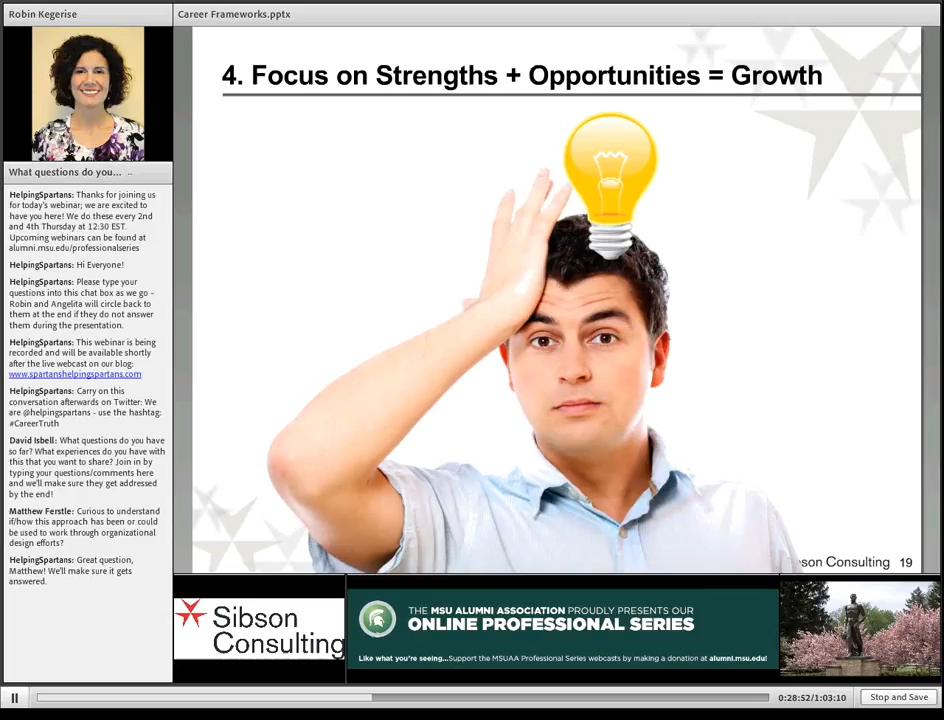 Robin Kegerise
Career Frameworks.pptx
4. Focus on Strengths + Opportunities = Growth
What questions do you... ..
HelpingSpartans: Thanks for joining us
for today's webinar; we are excited to
have you here! We do these every 2nd
and 4th Thursday at 12:30 EST.
Upcoming webinars can be found at
alumni.msu.edu/professionalseries
HelpingSpartans: Hi Everyone!
HelpingSpartans: Please type your
questions into this chat box as we go –
Robin and Angelita will circle back to
them at the end if they do not answer
them during the presentation.
HelpingSpartans: This webinar is being
recorded and will be available shortly
after the live webcast on our blog:
www.spartanshelpingspartans.com
HelpingSpartans: Carry on this
conversation afterwards on Twitter: We
are @helpingspartans - use the hashtag:
#CareerTruth
David Isbell: What questions do you have
so far? What experiences do you have with
this that you want to share? Join in by
typing your questions/comments here
and we'll make sure they get addressed
by the end!
Matthew Ferstle: Curious to understand
if/how this approach has been or could
be used to work through organizational
design efforts?
HelpingSpartans: Great question,
Matthew! We'll make sure it gets
answered.
son Consulting 19
Sibson
Consulting
THE MSU ALUMNI ASSOCIATION PROUDLY PRESENTS OUR
ONLINE PROFESSIONAL SERIES
Like what you're seeing...Support the MSUAA Professional Series webcasts by making a donation at alumni.msu.edu!
0:28:52/1:03:10
Stop and Save